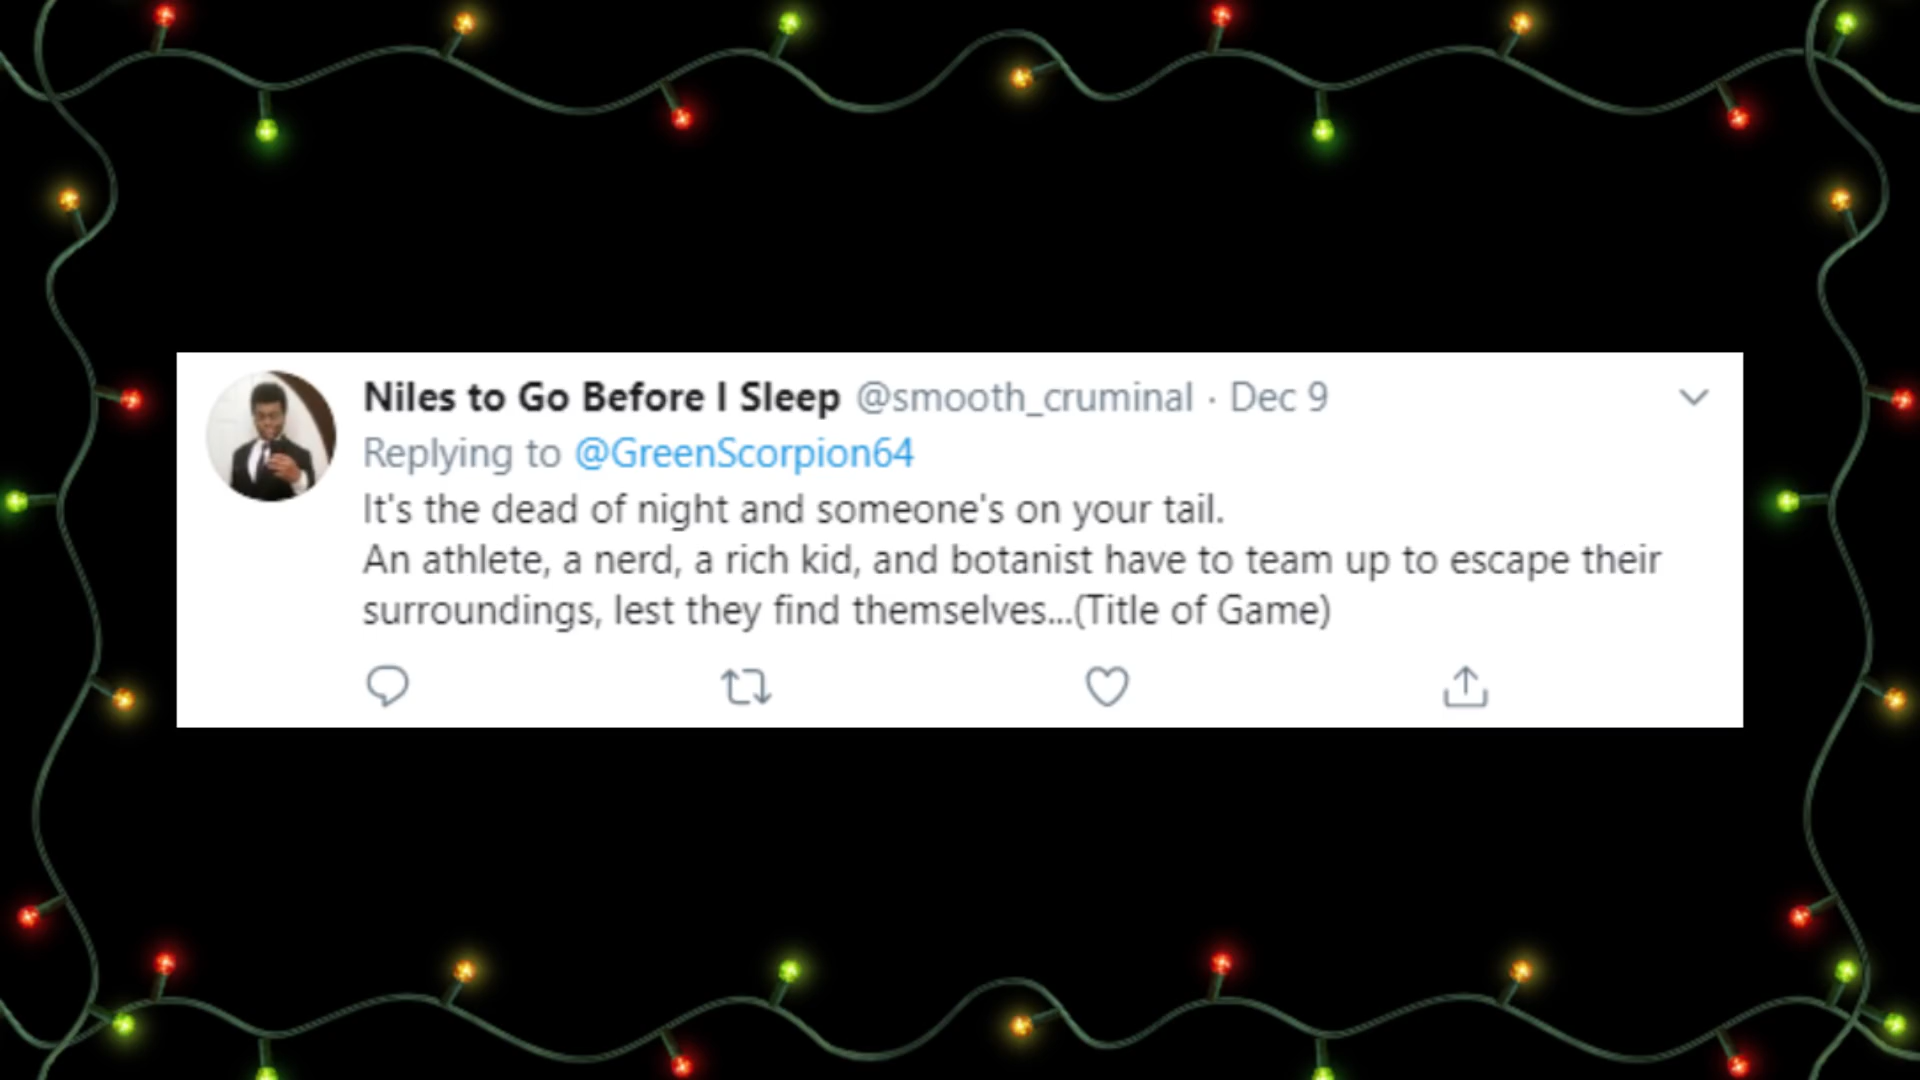 Niles to Go Before I Sleep @smooth_cruminal · Dec 9
Replying to @GreenScorpion64
It's the dead of night and someone's on your tail.
An athlete, a nerd, a rich kid, and botanist have to team up to escape their
surroundings, lest they find themselves...(Title of Game)